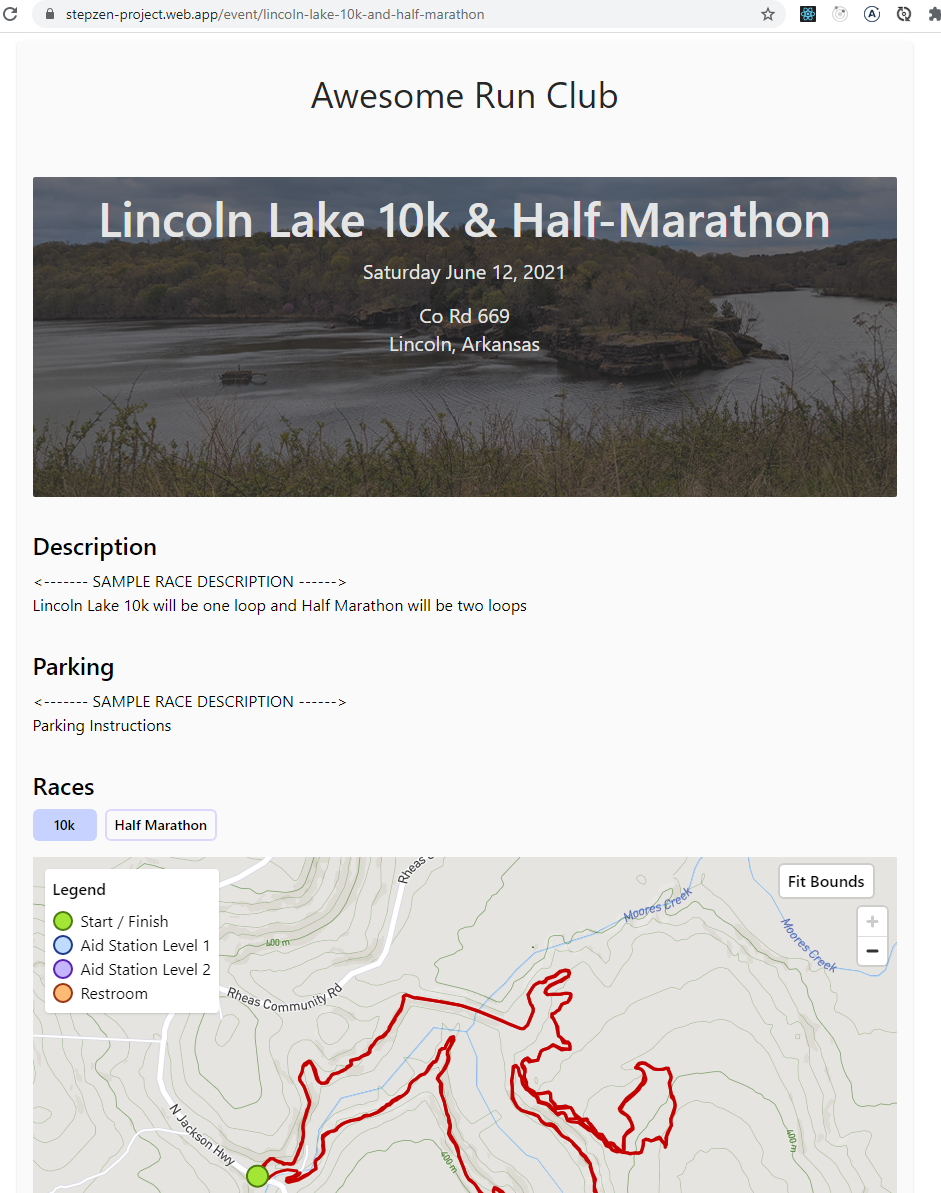 stepzen-project.web.app/event/lincoln-lake-10k-and-half-marathon
Awesome Run Club
Lincoln Lake 10k & Half-Marathon
Saturday June 12, 2021
Co Rd 669
Lincoln, Arkansas
Description
<------- SAMPLE RACE DESCRIPTION ------>
Lincoln Lake 10k will be one loop and Half Marathon will be two loops
Parking
<------- SAMPLE RACE DESCRIPTION ------>
Parking Instructions
Races
10k Half Marathon
Legend
Start / Finish
Aid Station Level 1
Aid Station Level 2
Restroom
Fit Bounds
+
−
Rheas
Moores Creek
Moores Creek
400 m
Rheas Community Rd
N Jackson Hwy
400 m
400 m